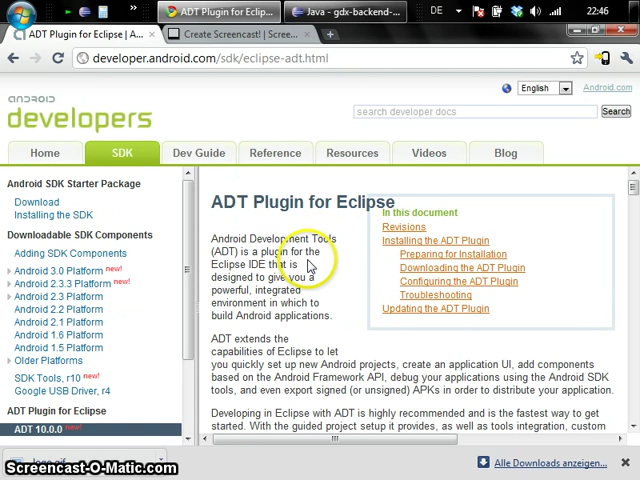 ADT Plugin for Eclipse...
Java - gdx-backend-...
DE
22:46
ADT Plugin for Eclipse | A...
Create Screencast! | Scree...
developer.android.com/sdk/eclipse-adt.html
English
Android.com
ANDROID
developers
search developer docs
Search
Home
SDK
Dev Guide
Reference
Resources
Videos
Blog
Android SDK Starter Package
Download
Installing the SDK
Downloadable SDK Components
Adding SDK Components
Android 3.0 Platform new!
Android 2.3.3 Platform new!
Android 2.3 Platform
Android 2.2 Platform
Android 2.1 Platform
Android 1.6 Platform
Android 1.5 Platform
Older Platforms
SDK Tools, r10 new!
Google USB Driver, r4
ADT Plugin for Eclipse
ADT 10.0.0 new!
ADT Plugin for Eclipse
Android Development Tools
(ADT) is a plugin for the
Eclipse IDE that is
designed to give you a
powerful, integrated
environment in which to
build Android applications.
In this document
Revisions
Installing the ADT Plugin
Preparing for Installation
Downloading the ADT Plugin
Configuring the ADT Plugin
Troubleshooting
Updating the ADT Plugin
ADT extends the
capabilities of Eclipse to let
you quickly set up new Android projects, create an application UI, add components
based on the Android Framework API, debug your applications using the Android SDK
tools, and even export signed (or unsigned) APKs in order to distribute your application.
Developing in Eclipse with ADT is highly recommended and is the fastest way to get
started. With the guided project setup it provides, as well as tools integration, custom
Alle Downloads anzeigen...
Screencast-O-Matic.com